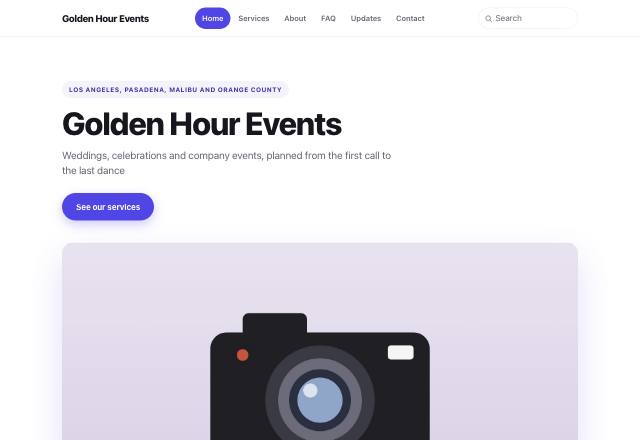 Golden Hour Events
Home
Services
About
FAQ
Updates
Contact
Search
LOS ANGELES, PASADENA, MALIBU AND ORANGE COUNTY
Golden Hour Events
Weddings, celebrations and company events, planned from the first call to
the last dance
See our services